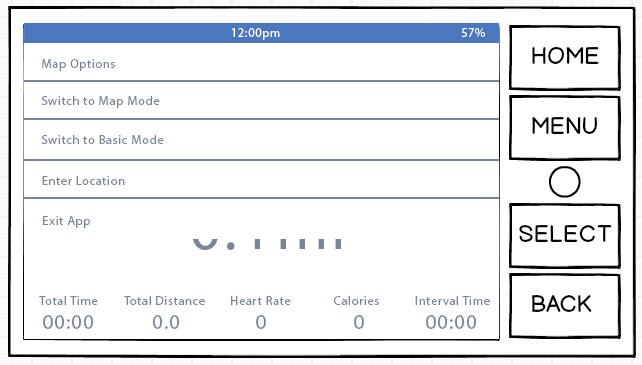 12:00pm 57%
Map Options
Switch to Map Mode
Switch to Basic Mode
Enter Location
Exit App
Total Time Total Distance Heart Rate Calories Interval Time
00:00 0.0 0 0 00:00
HOME
MENU
SELECT
BACK